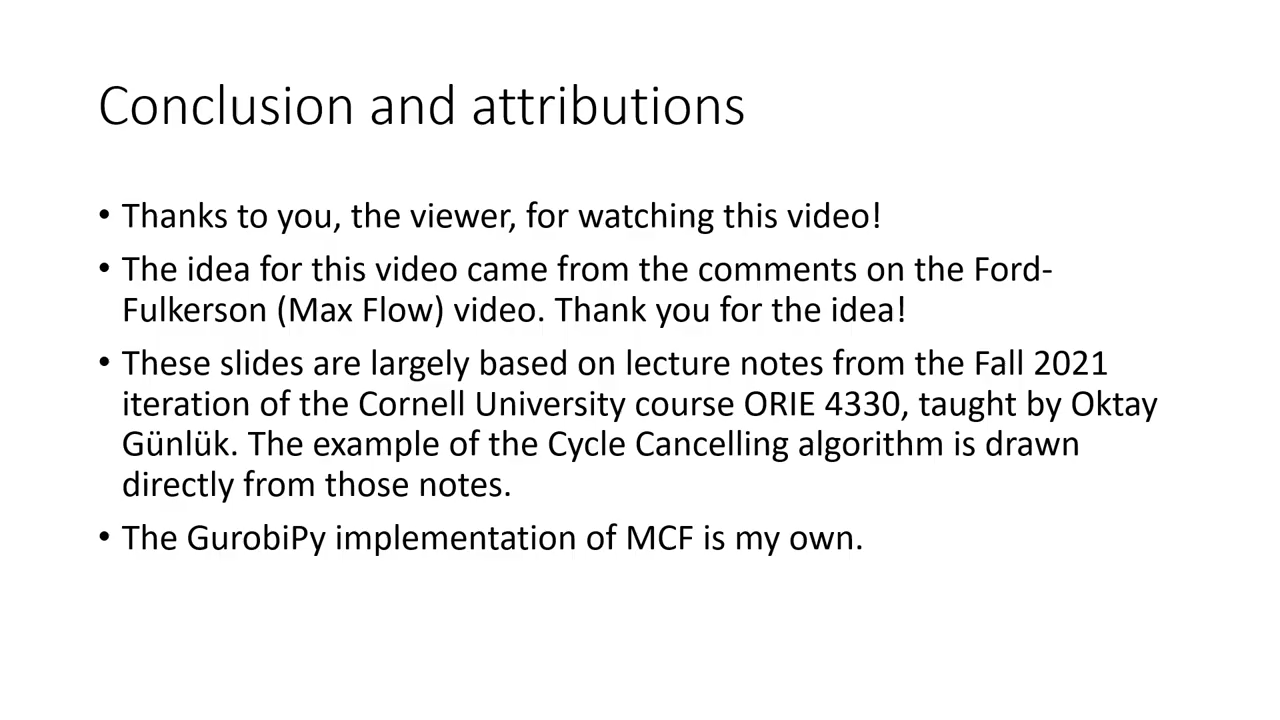 Conclusion and attributions
• Thanks to you, the viewer, for watching this video!
• The idea for this video came from the comments on the Ford-
Fulkerson (Max Flow) video. Thank you for the idea!
• These slides are largely based on lecture notes from the Fall 2021
iteration of the Cornell University course ORIE 4330, taught by Oktay
Günlük. The example of the Cycle Cancelling algorithm is drawn
directly from those notes.
• The GurobiPy implementation of MCF is my own.